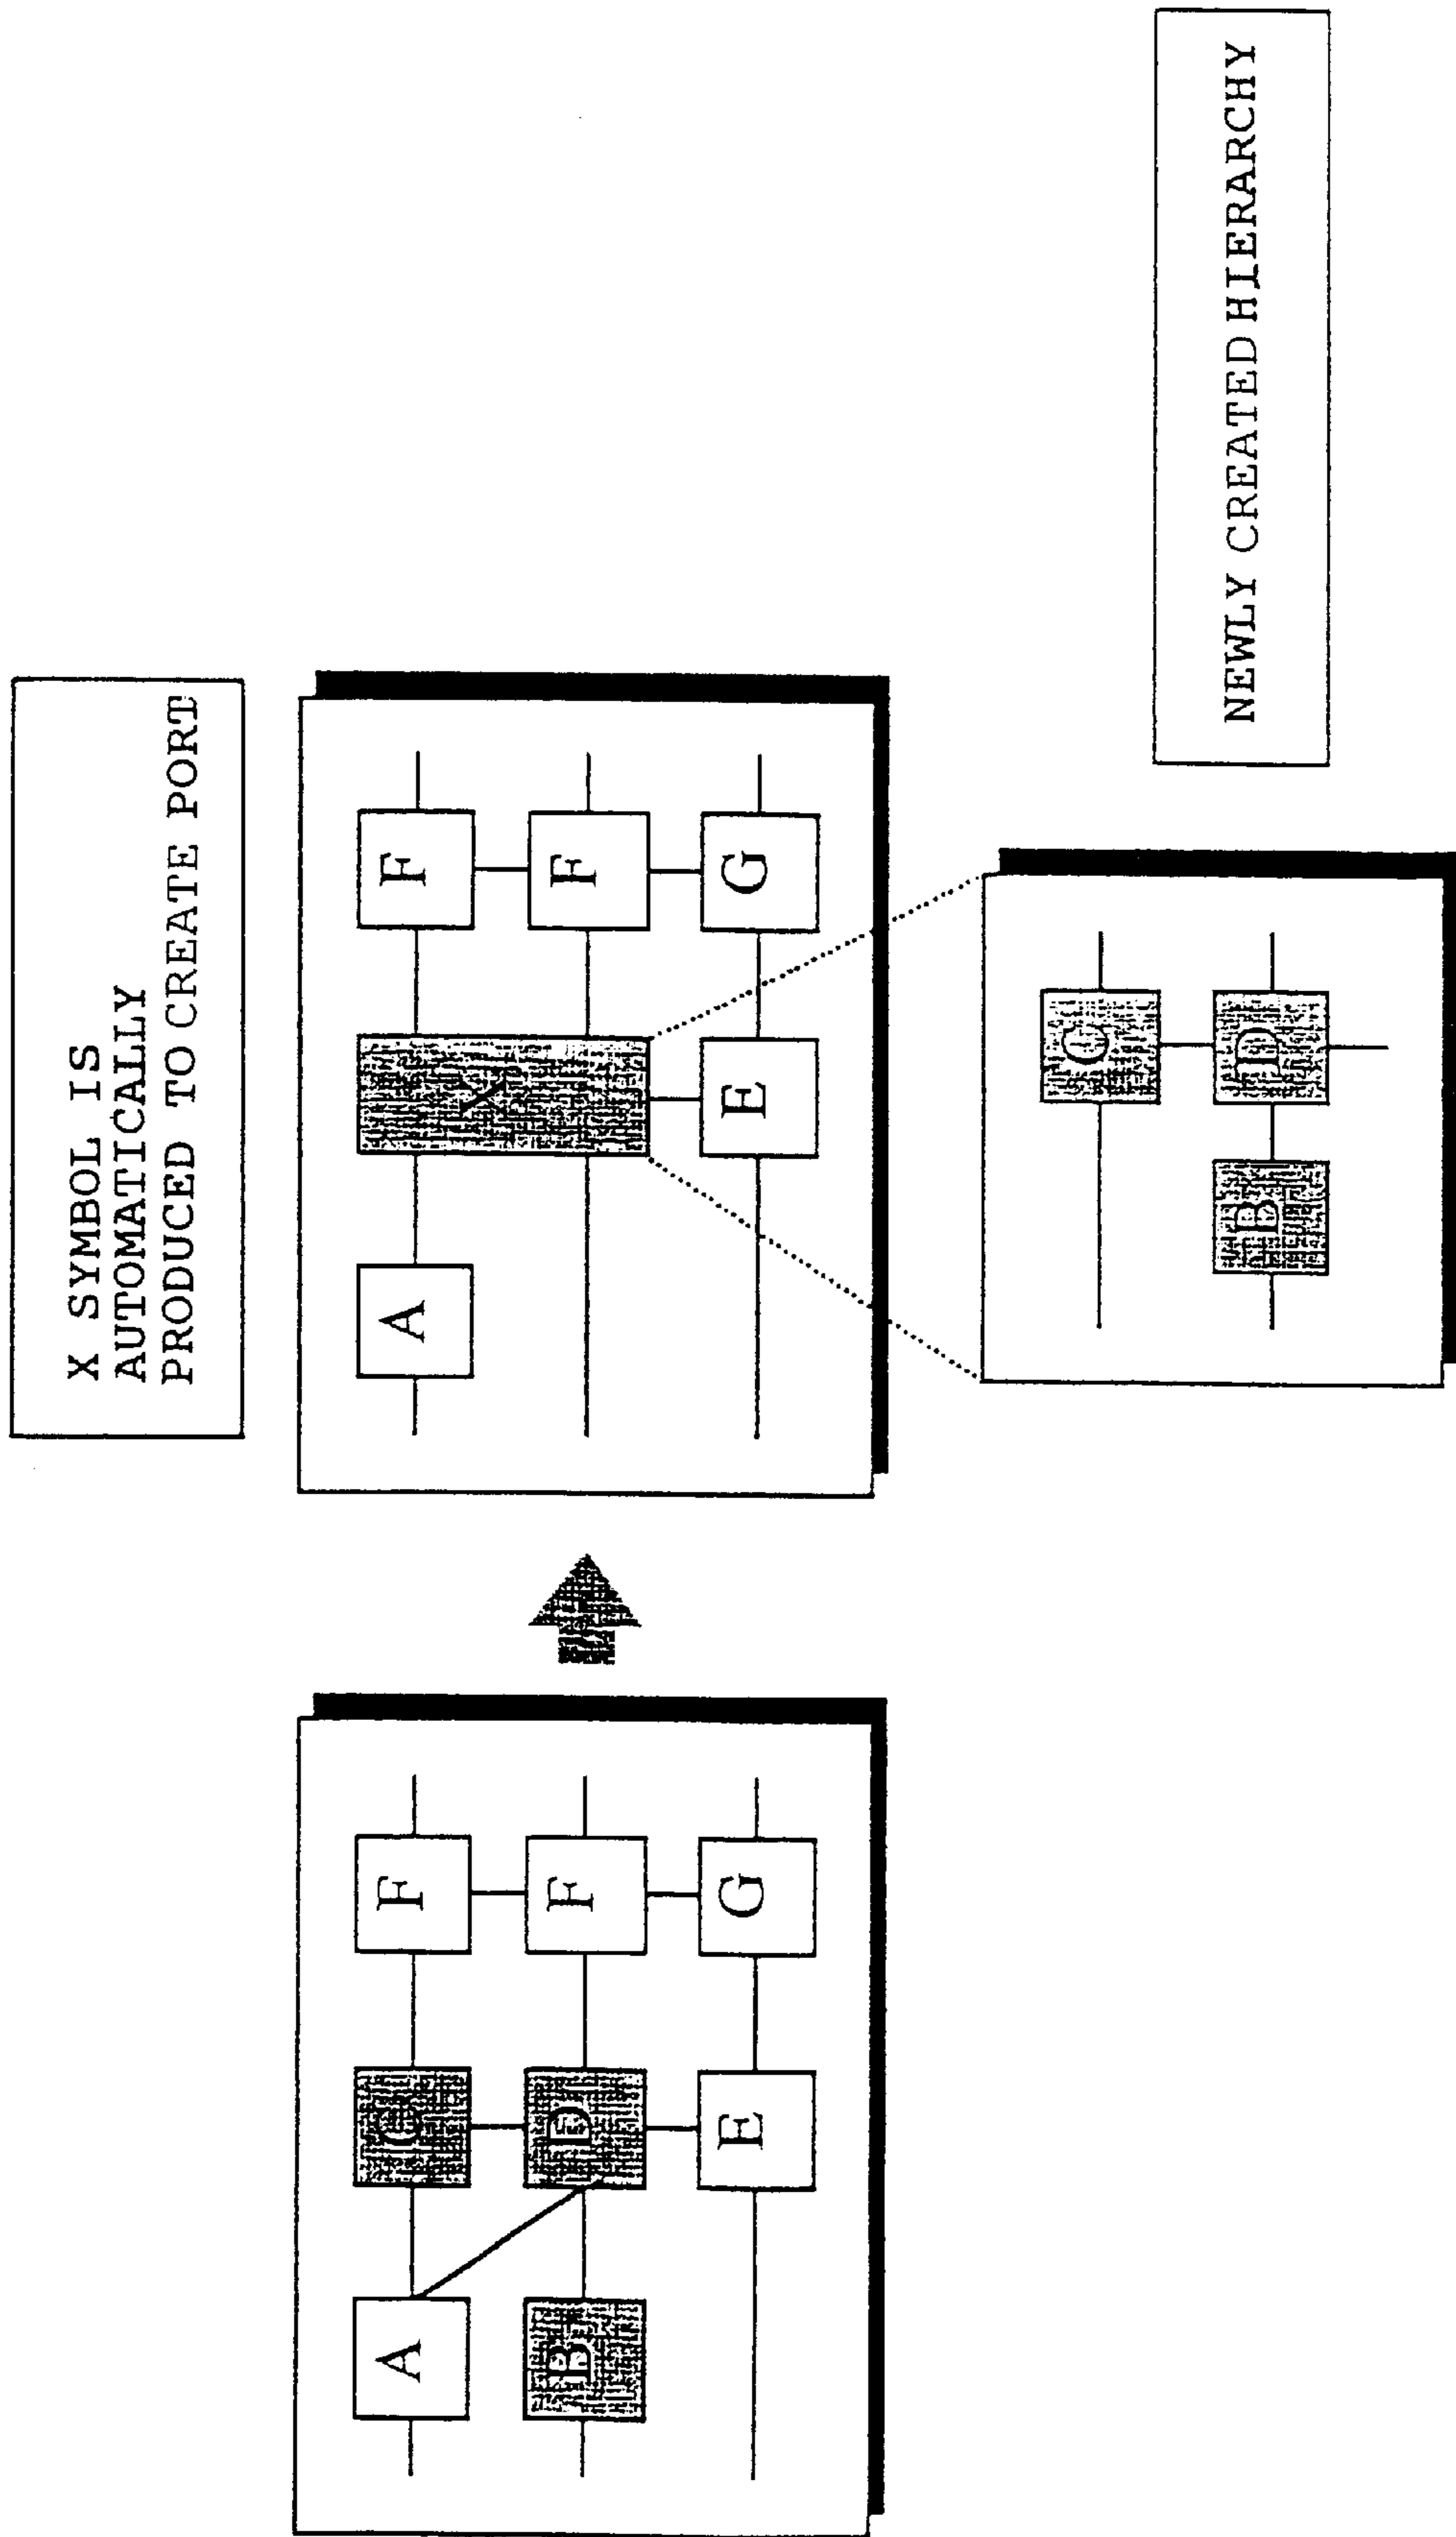 X SYMBOL IS
AUTOMATICALLY
PRODUCED TO CREATE PORT
A
C
F
B
D
F
E
G
A
X
F
F
E
G
C
B
D
NEWLY CREATED HIERARCHY